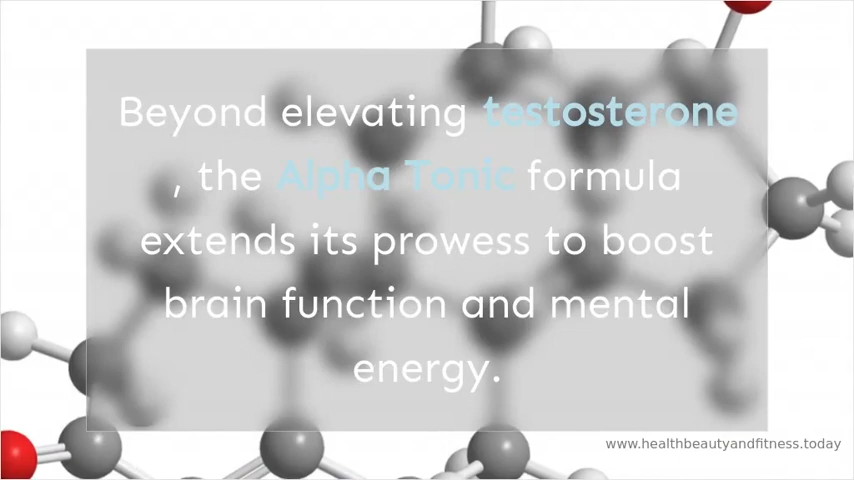 Beyond elevating testosterone
, the Alpha Tonic formula
extends its prowess to boost
brain function and mental
energy.
www.healthbeautyandfitness.today